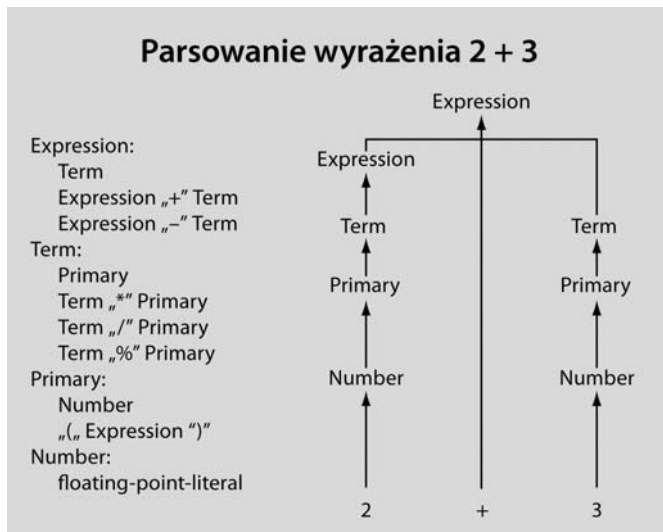 Parsowanie wyrażenia 2 + 3
Expression:
Term
Expression „+” Term
Expression „–” Term
Term:
Primary
Term „*” Primary
Term „/” Primary
Term „%” Primary
Primary:
Number
„(„ Expression “)”
Number:
floating-point-literal
Expression
Expression
Term Term
Primary Primary
Number Number
2 + 3